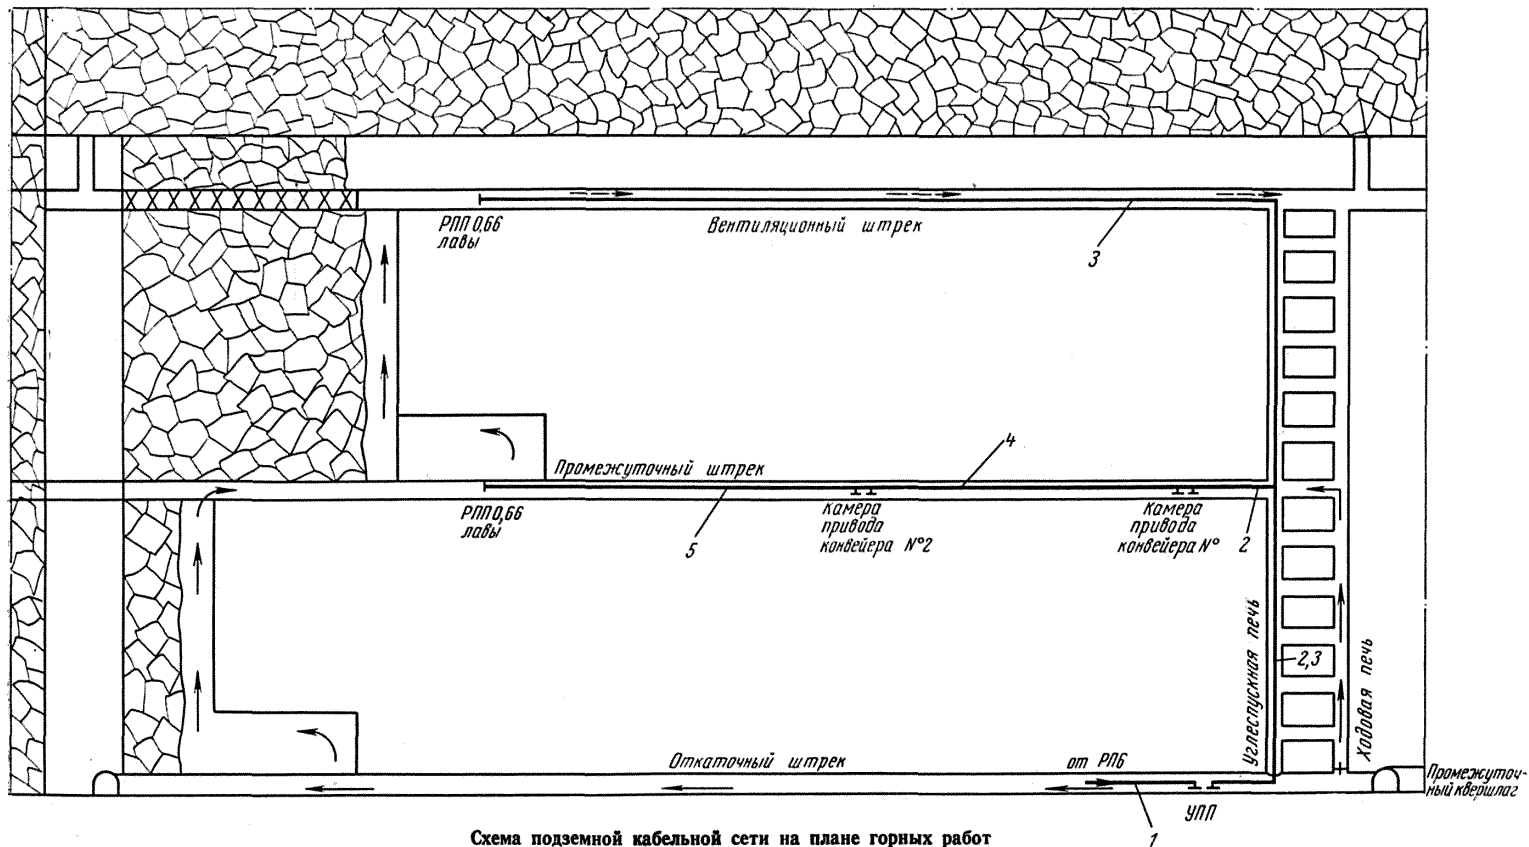 РПП 0,66
лавы
Вентиляционный штрек
3
4
Промежуточный штрек
РПП 0,66
лавы
5
Камера
привода
конвейера №2
Камера
привода
конвейера №
2
Углеспускная печь
2,3
Ходовая печь
Откаточный штрек
от РП6
УПП
1
Промежуточ-
ный квершлаг
Схема подземной кабельной сети на плане горных работ